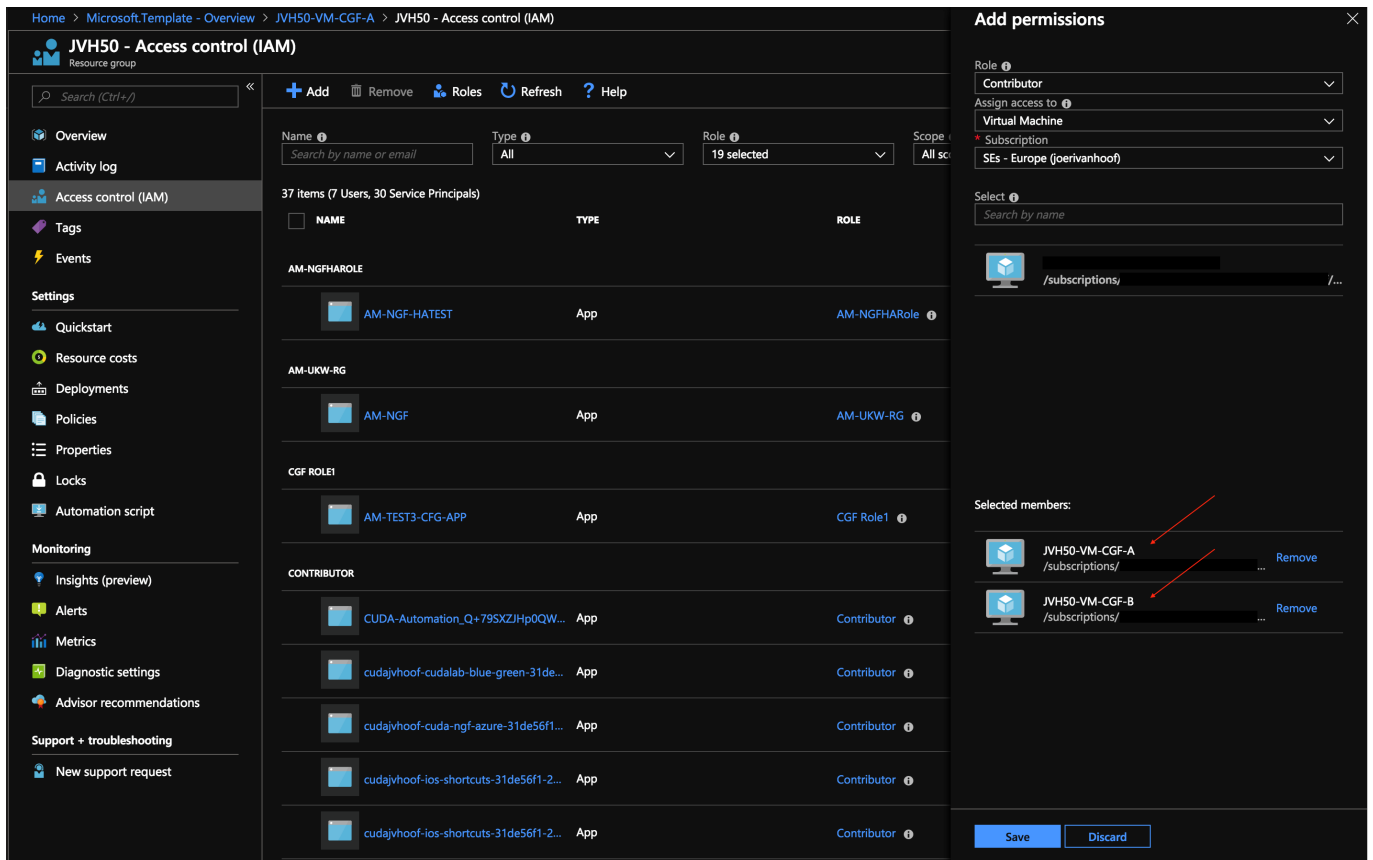 Home > Microsoft.Template - Overview > JVH50-VM-CGF-A > JVH50 - Access control (IAM)
JVH50 - Access control (IAM)
Resource group
Search (Ctrl+/)
«
Overview
Activity log
Access control (IAM)
Tags
Events
Settings
Quickstart
Resource costs
Deployments
Policies
Properties
Locks
Automation script
Monitoring
Insights (preview)
Alerts
Metrics
Diagnostic settings
Advisor recommendations
Support + troubleshooting
New support request
Add Remove Roles Refresh ? Help
Name Type Role Scope
Search by name or email All 19 selected All sc
37 items (7 Users, 30 Service Principals)
NAME TYPE ROLE
AM-NGFHAROLE
AM-NGF-HATEST App AM-NGFHARole
AM-UKW-RG
AM-NGF App AM-UKW-RG
CGF ROLE1
AM-TEST3-CFG-APP App CGF Role1
CONTRIBUTOR
CUDA-Automation_Q+79SXZJHp0QW... App Contributor
cudajvhoof-cudalab-blue-green-31de... App Contributor
cudajvhoof-cuda-ngf-azure-31de56f1... App Contributor
cudajvhoof-ios-shortcuts-31de56f1-2... App Contributor
cudajvhoof-ios-shortcuts-31de56f1-2... App Contributor
Add permissions
Role
Contributor
Assign access to
Virtual Machine
* Subscription
SEs - Europe (joerivanhoof)
Select
Search by name
/subscriptions/ /...
Selected members:
JVH50-VM-CGF-A
/subscriptions/ ...
Remove
JVH50-VM-CGF-B
/subscriptions/ ...
Remove
Save Discard